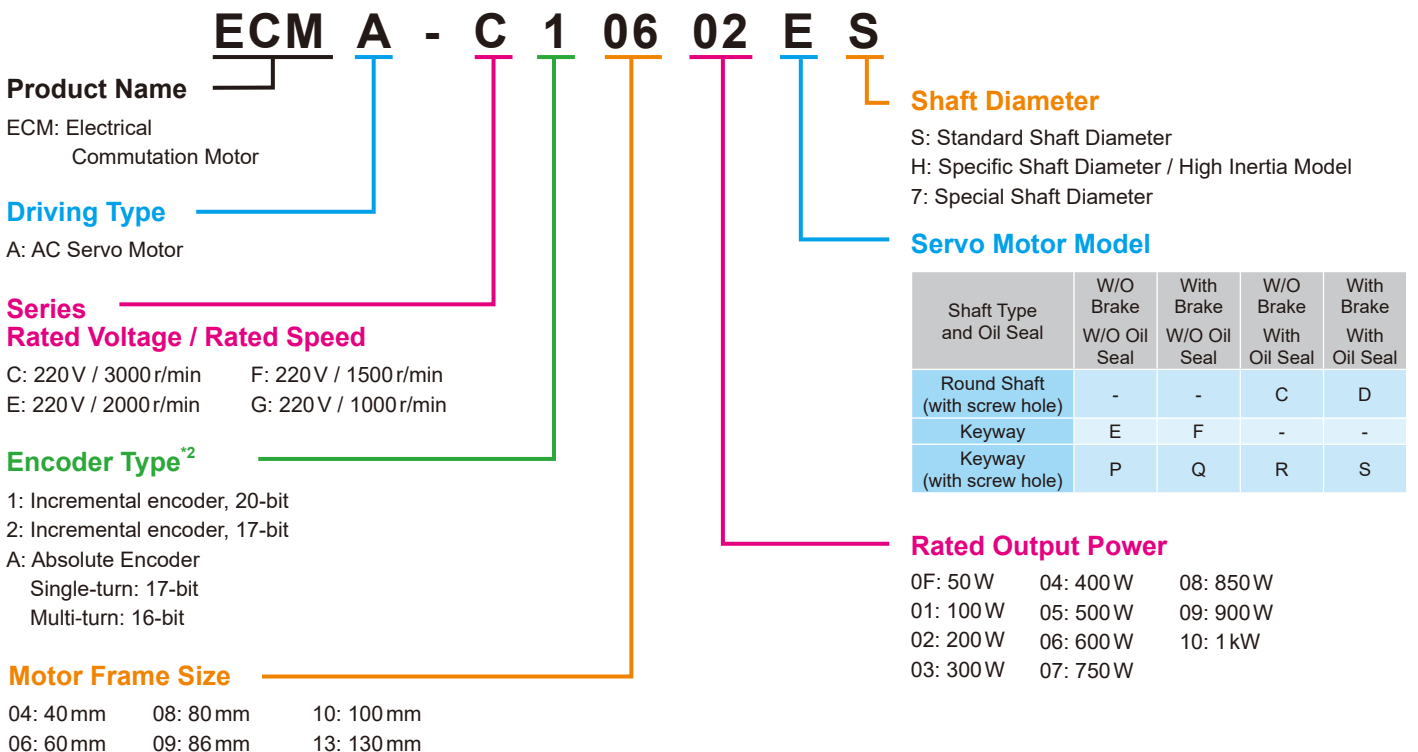 ECM A - C 1 06 02 E S
Product Name
ECM: Electrical
Commutation Motor
Driving Type
A: AC Servo Motor
Series
Rated Voltage / Rated Speed
C: 220 V / 3000 r/min F: 220 V / 1500 r/min
E: 220 V / 2000 r/min G: 220 V / 1000 r/min
Encoder Type*2
1: Incremental encoder, 20-bit
2: Incremental encoder, 17-bit
A: Absolute Encoder
Single-turn: 17-bit
Multi-turn: 16-bit
Motor Frame Size
04: 40 mm 08: 80 mm 10: 100 mm
06: 60 mm 09: 86 mm 13: 130 mm
Shaft Diameter
S: Standard Shaft Diameter
H: Specific Shaft Diameter / High Inertia Model
7: Special Shaft Diameter
Servo Motor Model
Shaft Type
and Oil Seal
W/O
Brake
W/O Oil
Seal
With
Brake
W/O Oil
Seal
W/O
Brake
With
Oil Seal
With
Brake
With
Oil Seal
Round Shaft
(with screw hole) - - C D
Keyway E F - -
Keyway
(with screw hole) P Q R S
Rated Output Power
0F: 50 W 04: 400 W 08: 850 W
01: 100 W 05: 500 W 09: 900 W
02: 200 W 06: 600 W 10: 1 kW
03: 300 W 07: 750 W